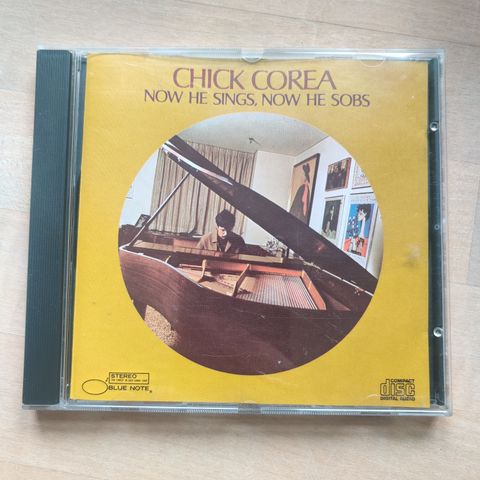 CHICK COREA
NOW HE SINGS, NOW HE SOBS
STEREO
BLUE NOTE
COMPACT
disc
DIGITAL AUDIO